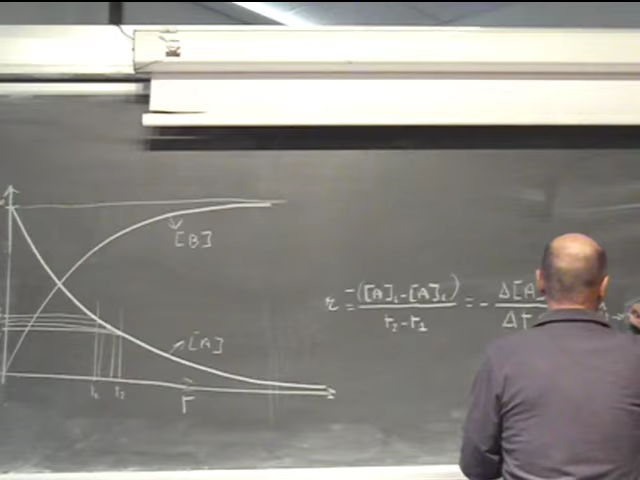 [B]
[A]
t₁ t₂
t
r = -([A]₂-[A]₁) / t₂-t₁ = - Δ[A / Δt